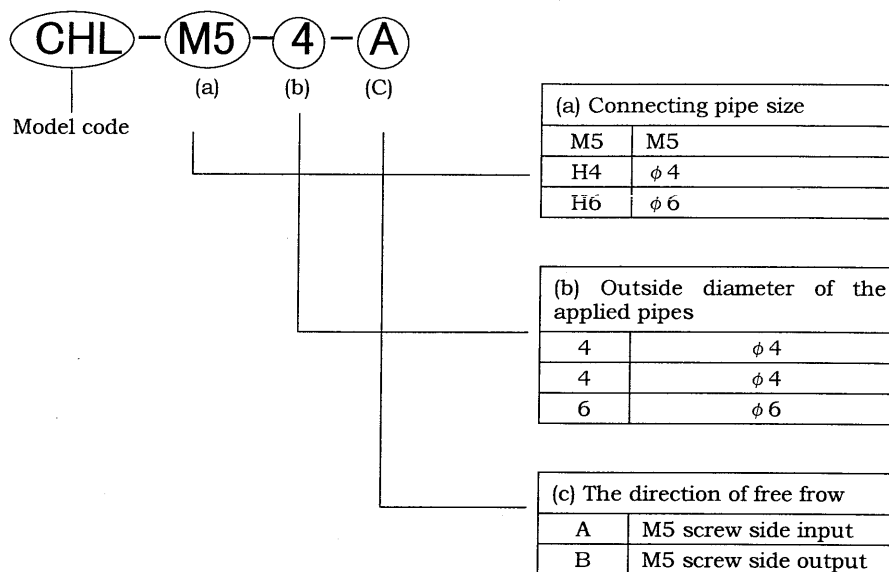 CHL-M5-4-A
(a) (b) (C)
Model code
(a) Connecting pipe size
M5 M5
H4 φ4
H6 φ6
(b) Outside diameter of the
applied pipes
4 φ4
4 φ4
6 φ6
(c) The direction of free frow
A M5 screw side input
B M5 screw side output